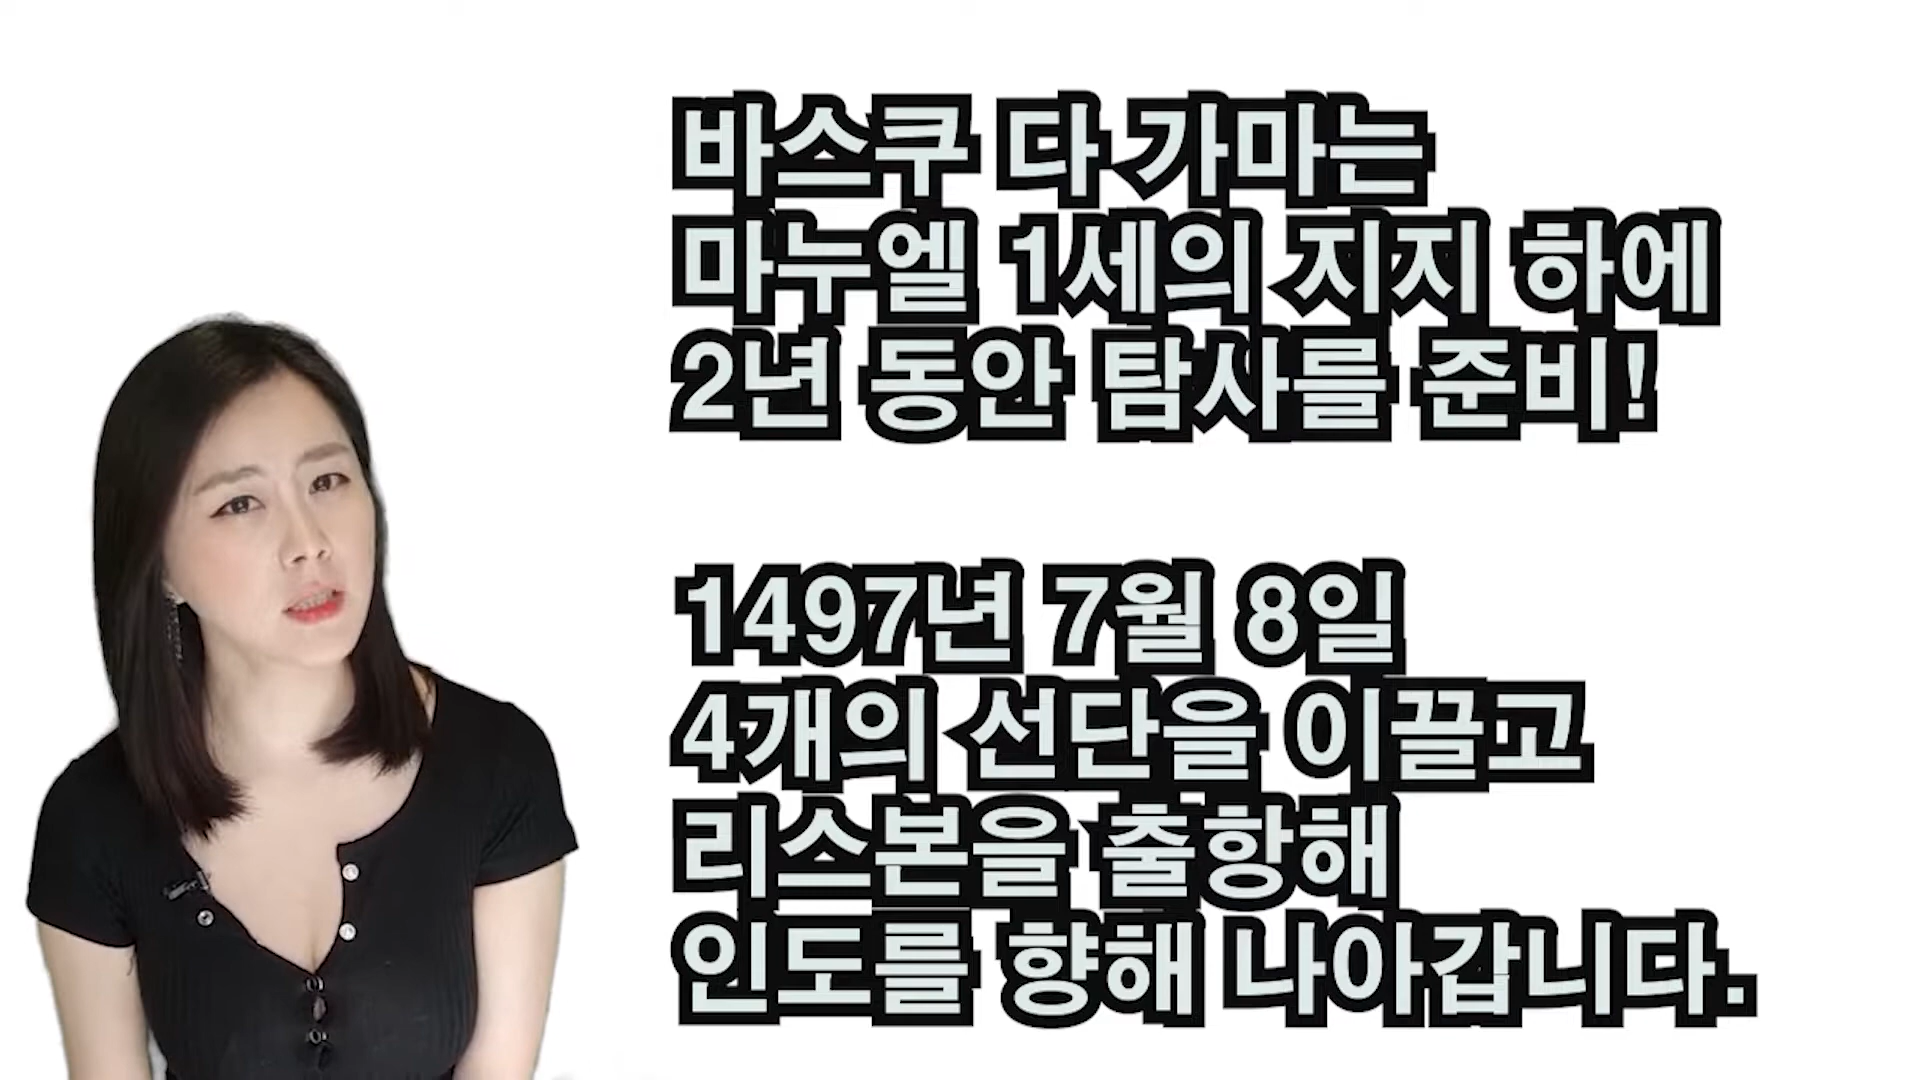 바스쿠 다 가마는
마누엘 1세의 지지 하에
2년 동안 탐사를 준비!
1497년 7월 8일
4개의 선단을 이끌고
리스본을 출항해
인도를 향해 나아갑니다.